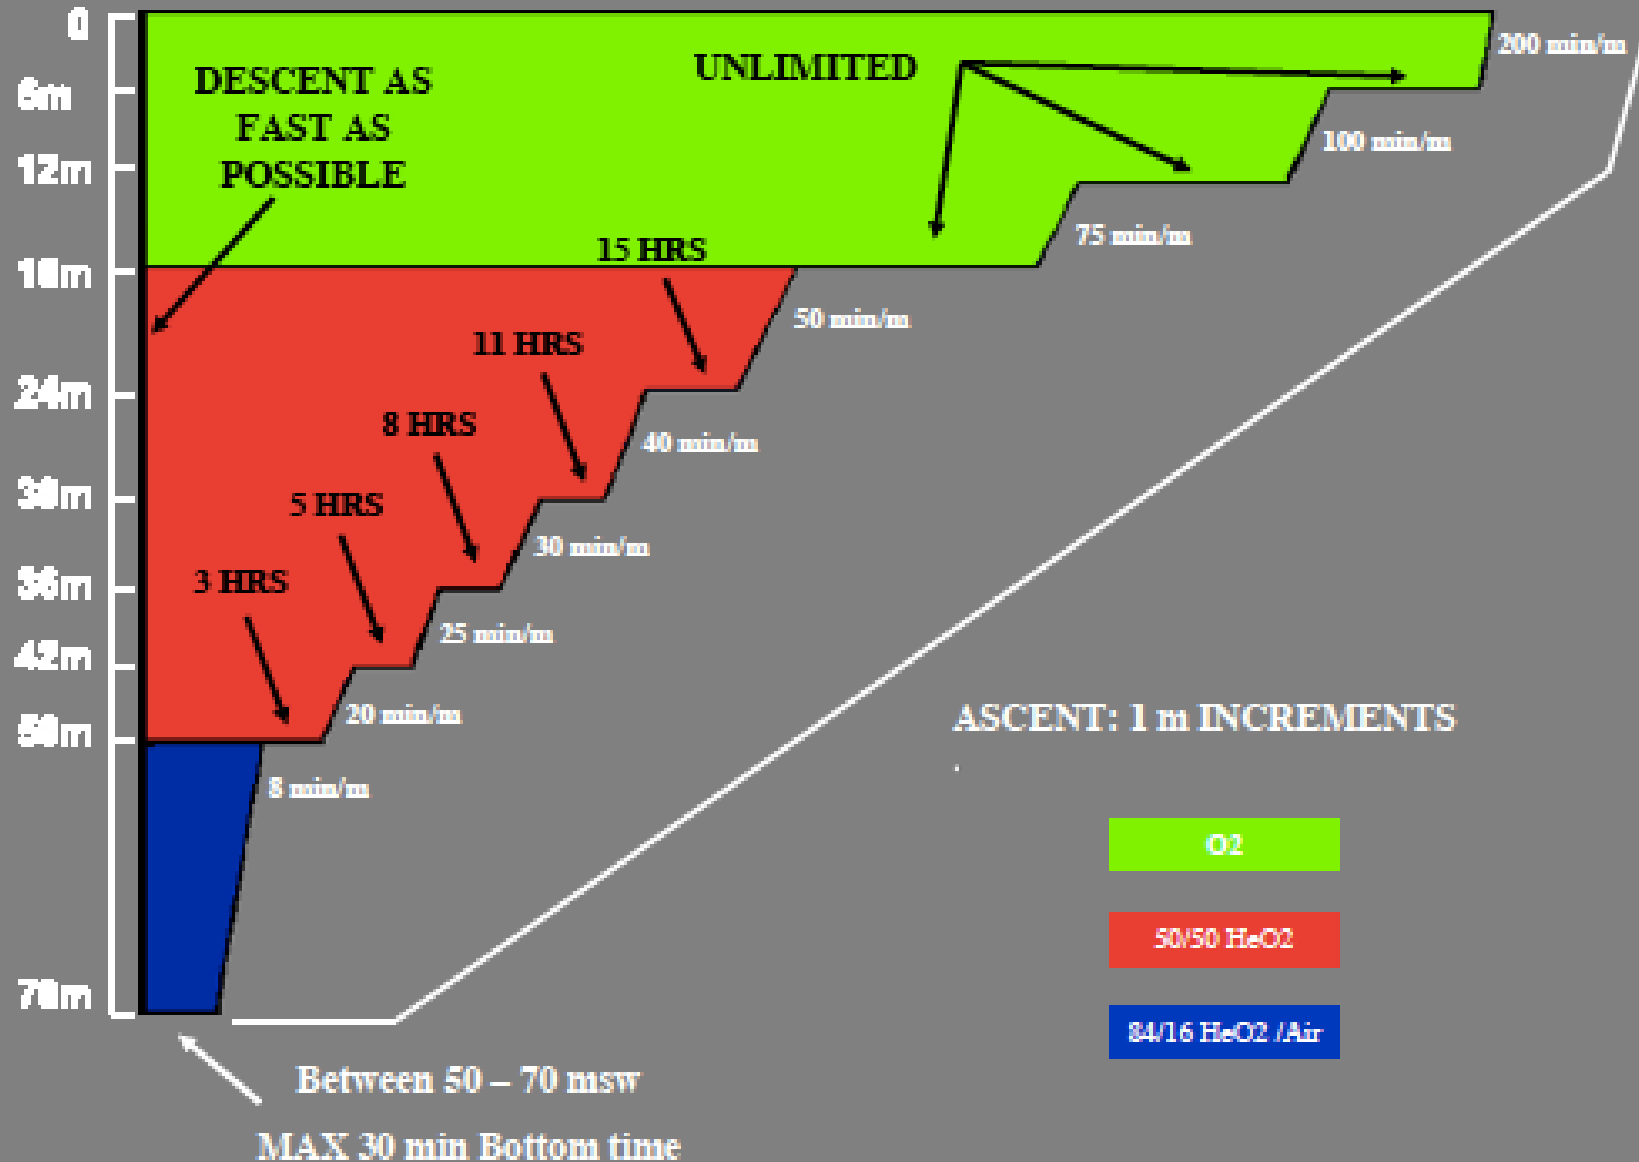 0
200 min/m
UNLIMITED
DESCENT AS
FAST AS
POSSIBLE
6m
100 min/m
12m
75 min/m
15 HRS
18m
50 min/m
11 HRS
24m
8 HRS
40 min/m
30m
5 HRS
30 min/m
36m
3 HRS
25 min/m
42m
20 min/m
50m
ASCENT: 1 m INCREMENTS
.
8 min/m
O2
50/50 HeO2
70m
84/16 HeO2 /Air
Between 50 – 70 msw
MAX 30 min Bottom time